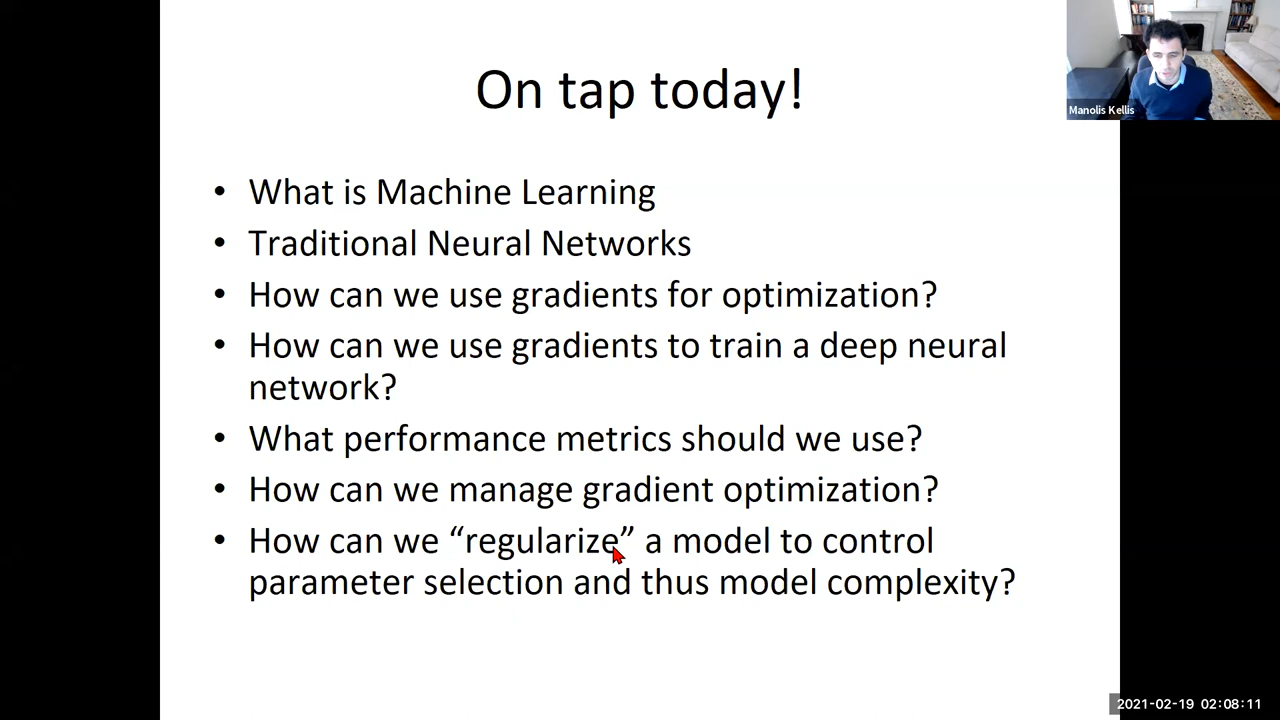 On tap today!
Manolis Kellis
• What is Machine Learning
• Traditional Neural Networks
• How can we use gradients for optimization?
• How can we use gradients to train a deep neural
network?
• What performance metrics should we use?
• How can we manage gradient optimization?
• How can we “regularize” a model to control
parameter selection and thus model complexity?
2021-02-19 02:08:11